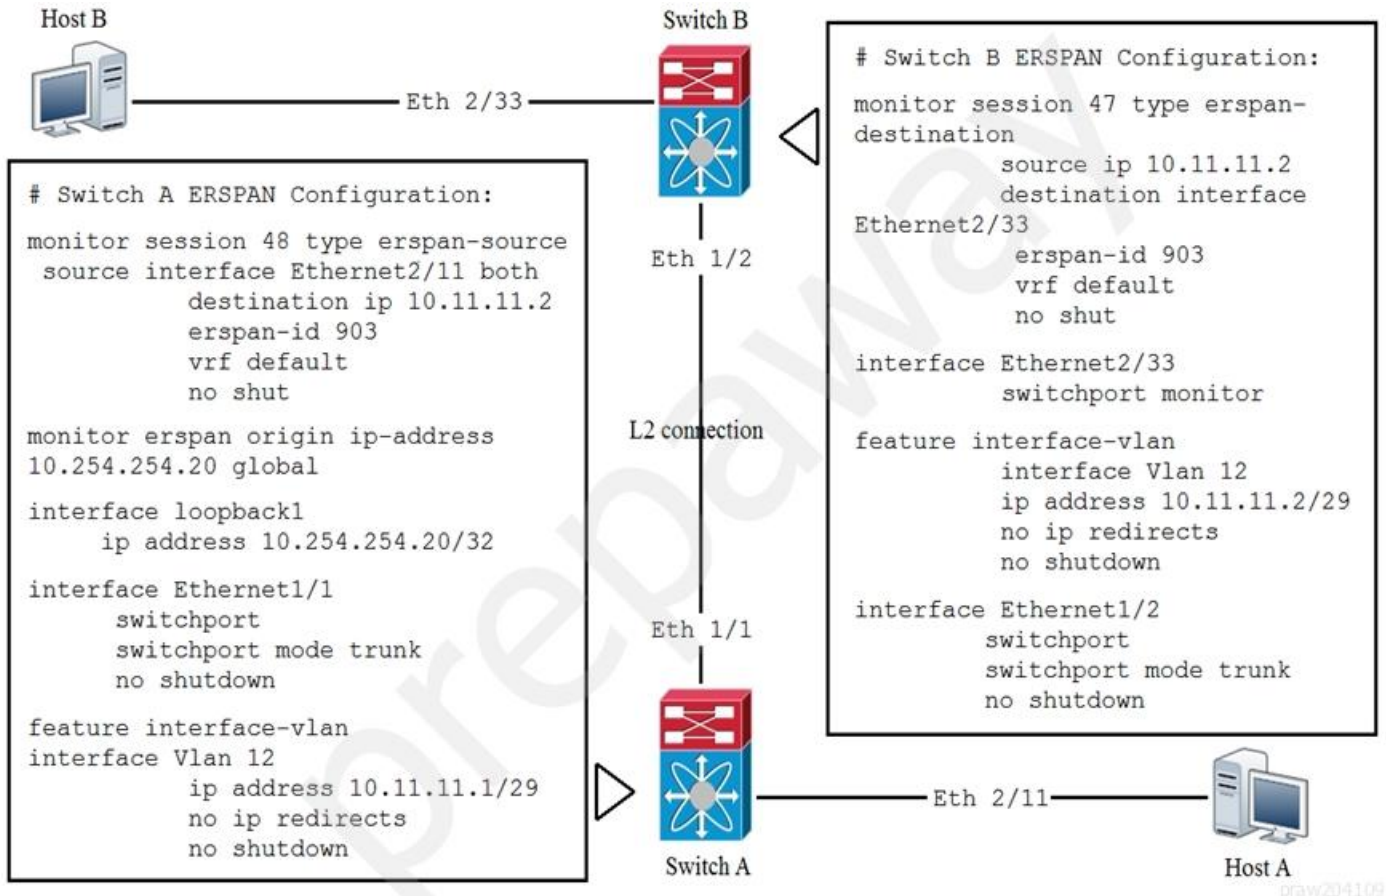 Host B
Switch B
Eth 2/33
# Switch B ERSPAN Configuration:
monitor session 47 type erspan-
destination
source ip 10.11.11.2
destination interface
Ethernet2/33
erspan-id 903
vrf default
no shut
interface Ethernet2/33
switchport monitor
feature interface-vlan
interface Vlan 12
ip address 10.11.11.2/29
no ip redirects
no shutdown
interface Ethernet1/2
switchport
switchport mode trunk
no shutdown
# Switch A ERSPAN Configuration:
monitor session 48 type erspan-source
source interface Ethernet2/11 both
destination ip 10.11.11.2
erspan-id 903
vrf default
no shut
monitor erspan origin ip-address
10.254.254.20 global
interface loopback1
ip address 10.254.254.20/32
interface Ethernet1/1
switchport
switchport mode trunk
no shutdown
feature interface-vlan
interface Vlan 12
ip address 10.11.11.1/29
no ip redirects
no shutdown
Eth 1/2
L2 connection
Eth 1/1
Switch A
Eth 2/11
Host A
prepaway
praw204109